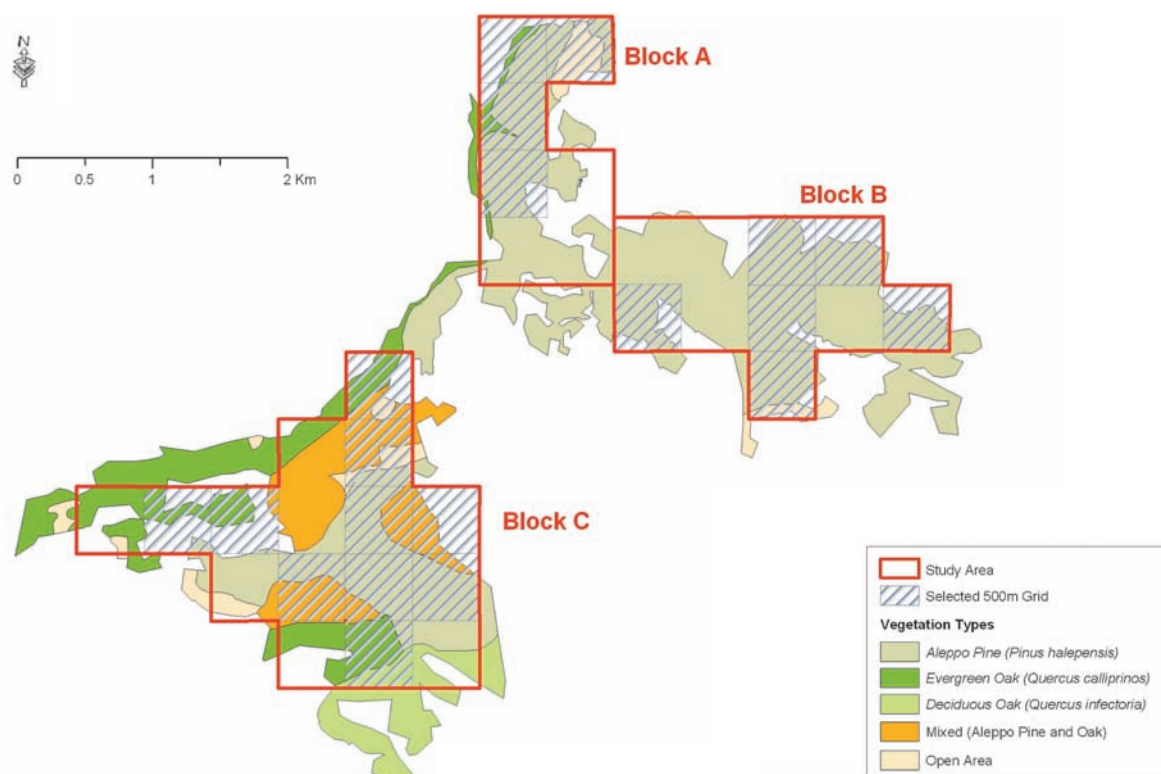 N
Block A
0 0.5 1 2 Km
Block B
Block C
Study Area
Selected 500m Grid
Vegetation Types
Aleppo Pine (Pinus halepensis)
Evergreen Oak (Quercus calliprinos)
Deciduous Oak (Quercus infectoria)
Mixed (Aleppo Pine and Oak)
Open Area